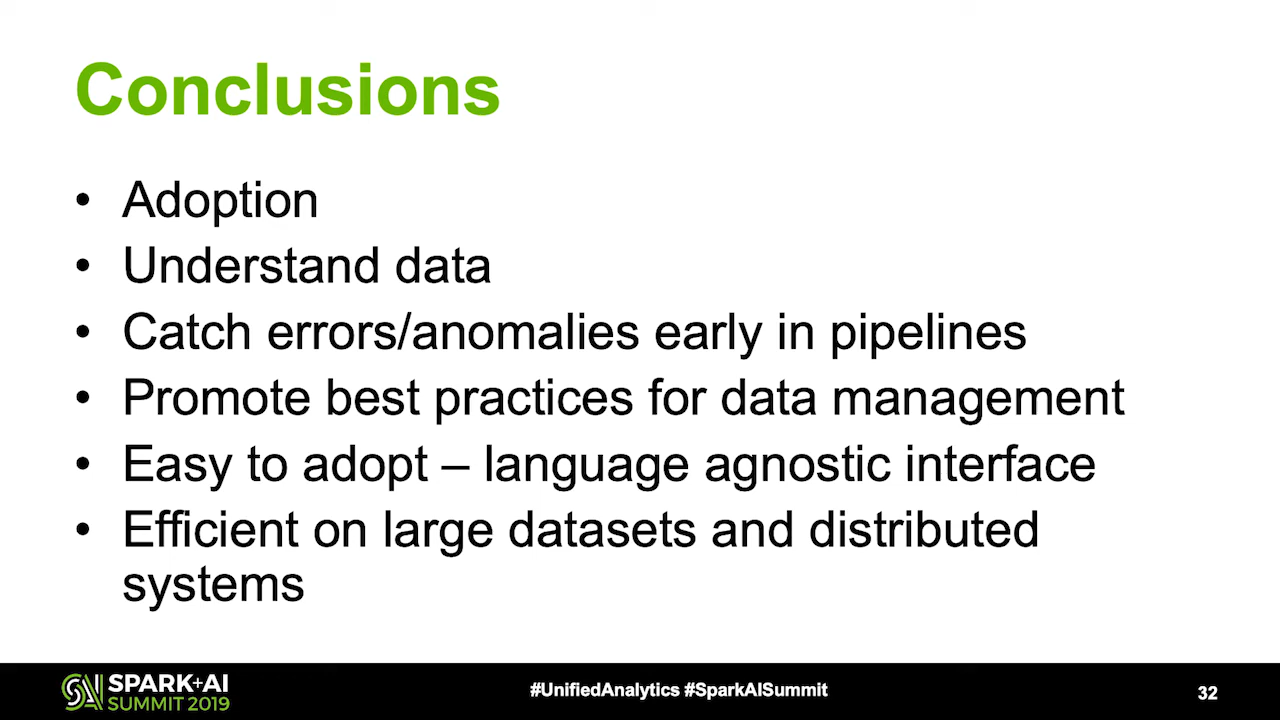 Conclusions
• Adoption
• Understand data
• Catch errors/anomalies early in pipelines
• Promote best practices for data management
• Easy to adopt – language agnostic interface
• Efficient on large datasets and distributed
systems
SPARK+AI
SUMMIT 2019
#UnifiedAnalytics #SparkAISummit
32